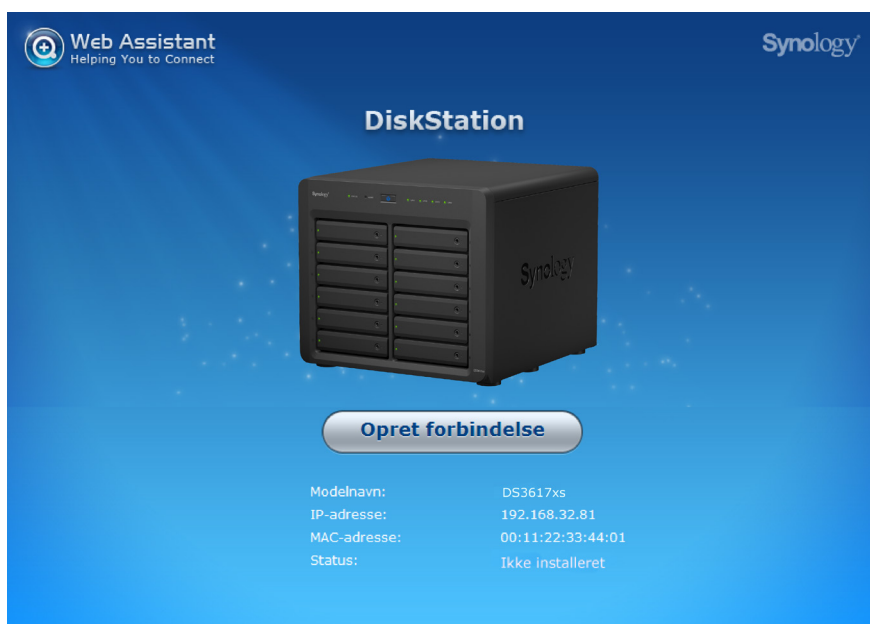 Web Assistant
Helping You to Connect
Synology
DiskStation
Synology
Synology
Opret forbindelse
Modelnavn: DS3617xs
IP-adresse: 192.168.32.81
MAC-adresse: 00:11:22:33:44:01
Status: Ikke installeret